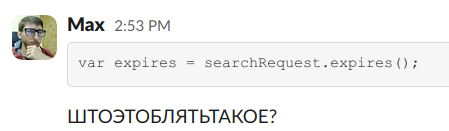 Max 2:53 PM
var expires = searchRequest.expires();
ШТОЭТОБЛЯТЬТАКОЕ?